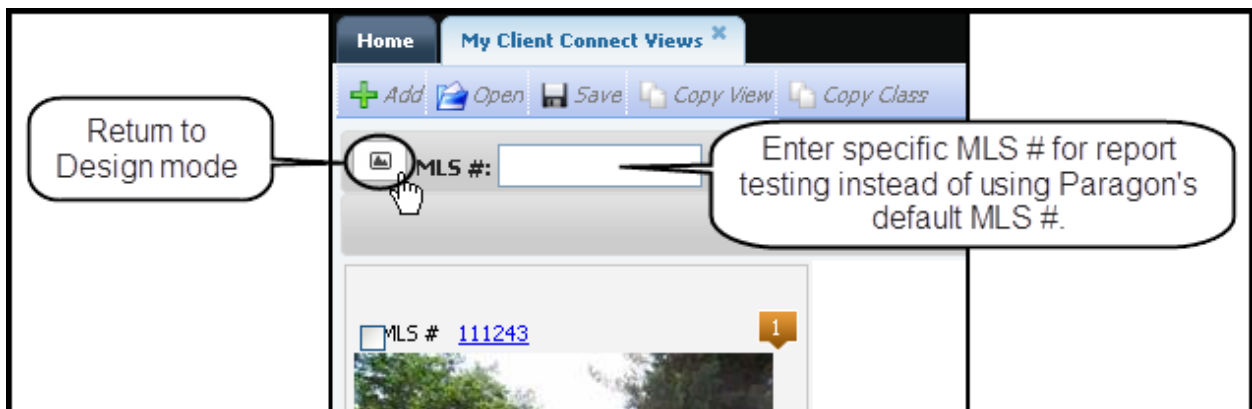 Home My Client Connect Views
Add Open Save Copy View Copy Class
Return to
Design mode
MLS #:
Enter specific MLS # for report
testing instead of using Paragon's
default MLS #.
MLS # 111243
1